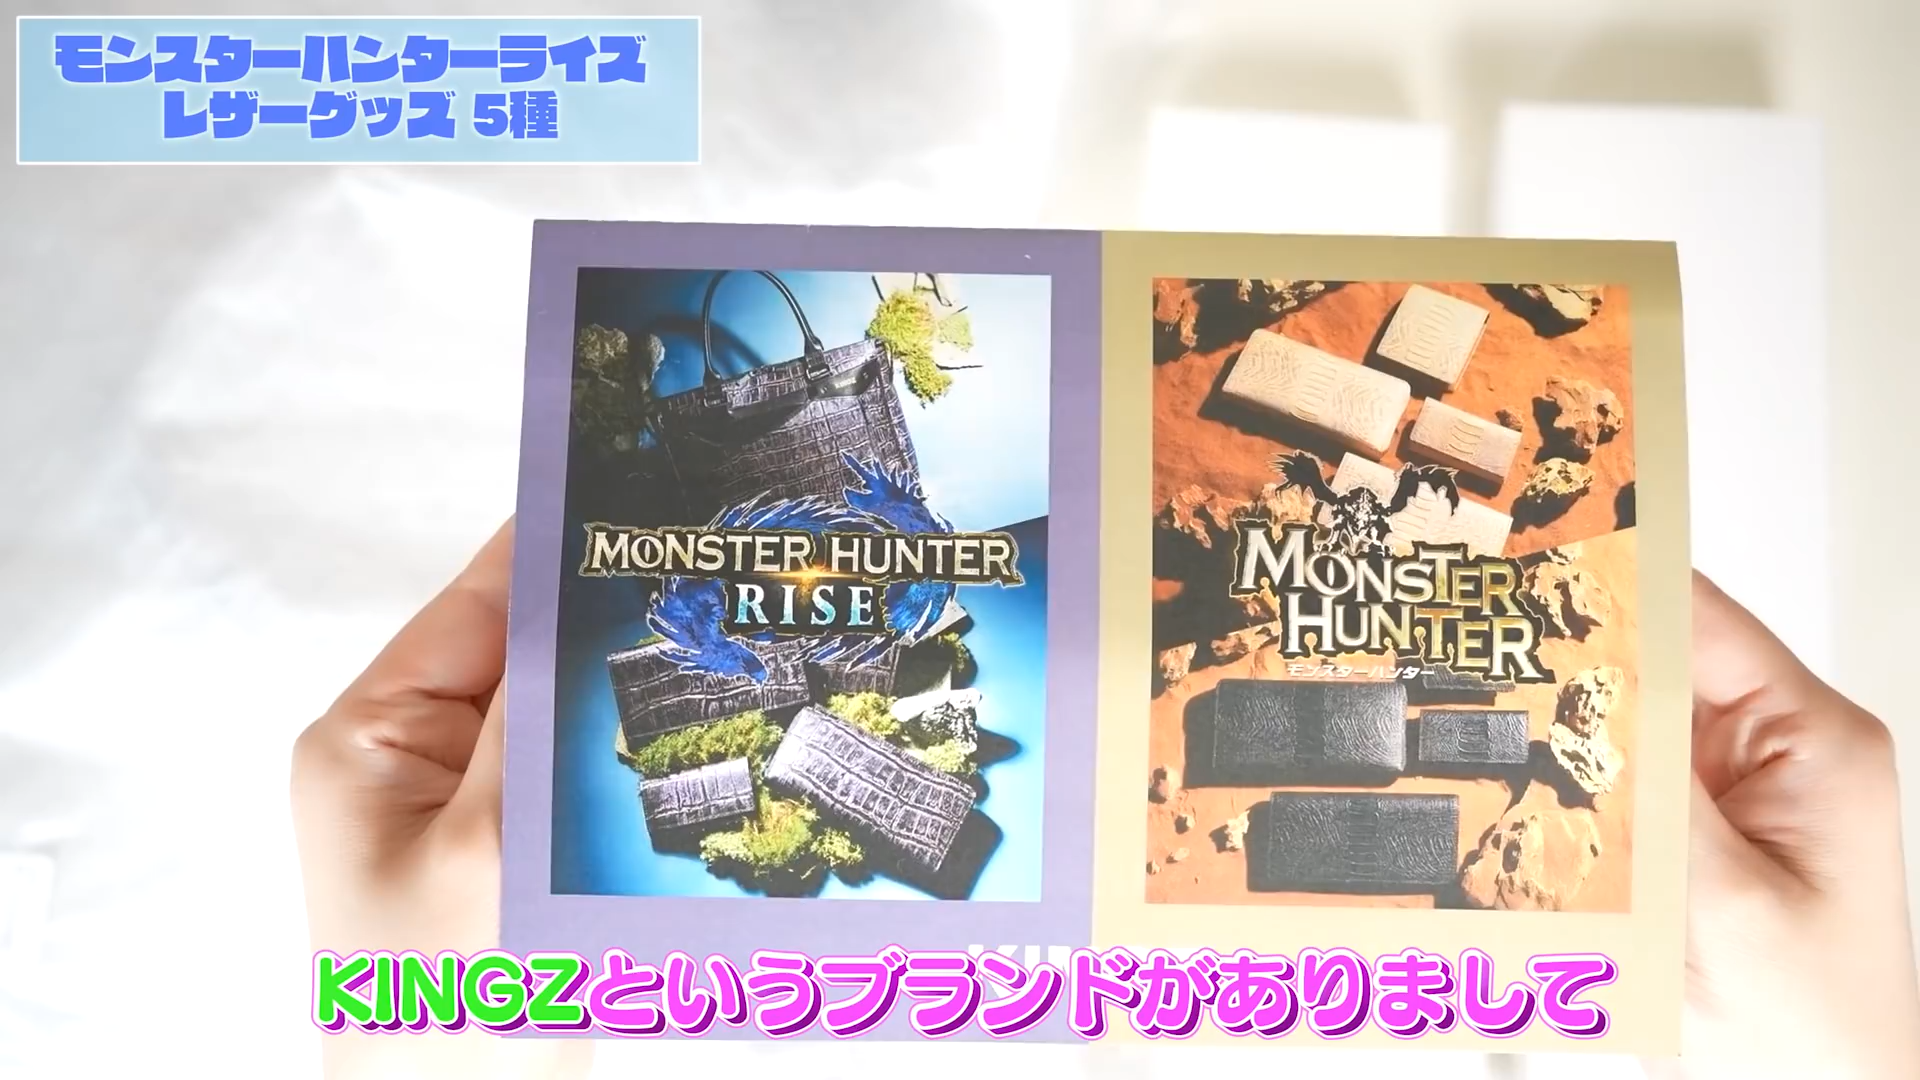 モンスターハンターライズ
レザーグッズ 5種
MONSTER HUNTER
RISE
MONSTER
HUNTER
モンスターハンター
KINGZというブランドがありまして